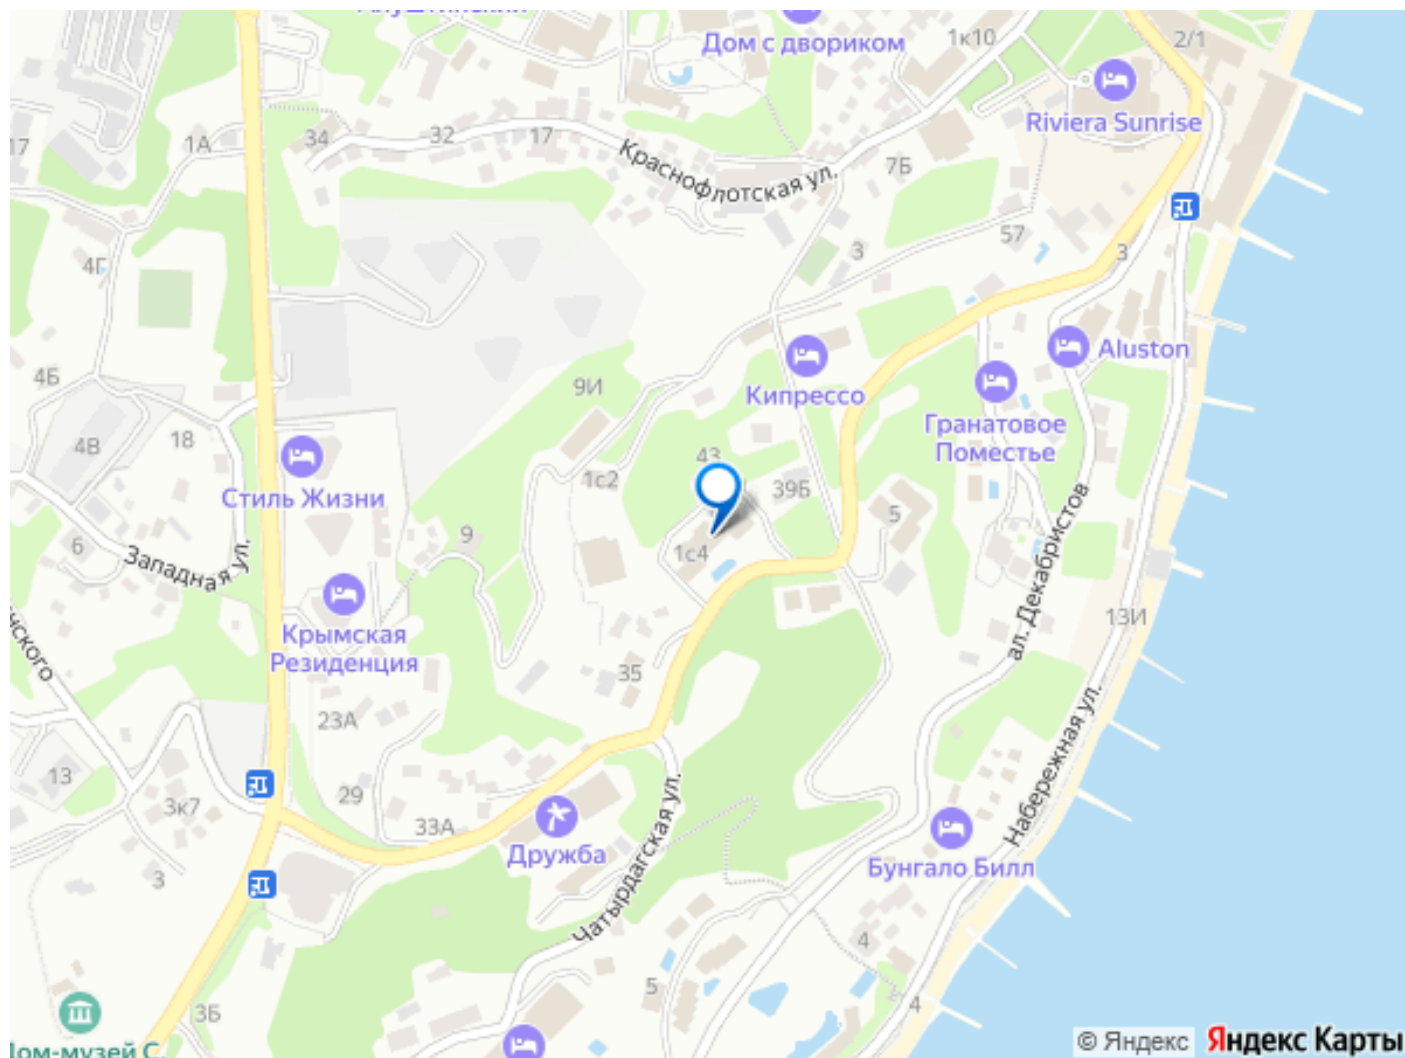 Дом с двориком
1к10
2/1
Riviera Sunrise
17
1А
34
32
17
Краснофлотская ул.
7Б
57
3
3
4Г
Aluston
4Б
9И
Кипрессо
Гранатовое
Поместье
18
4В
43
Стиль Жизни
1с2
39Б
5
9
6
1с4
Западная ул.
ал. Декабристов
13И
Крымская
Резиденция
нского
35
23А
Набережная ул.
13
29
3к7
33А
Чатырдагская ул.
Дружба
Бунгало Билл
3
4
5
4
3Б
Дом-музей С.
© Яндекс
Яндекс Карты